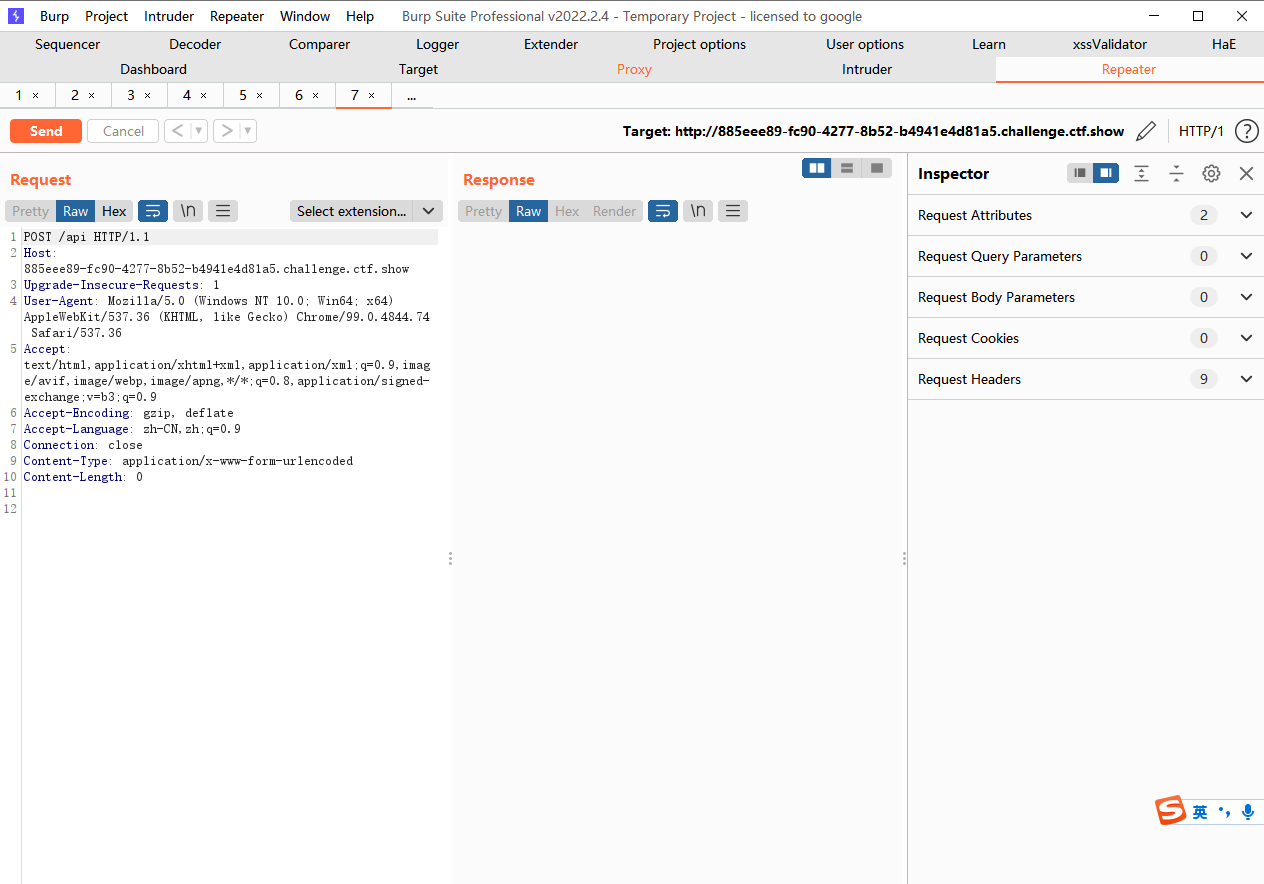 Burp Project Intruder Repeater Window Help Burp Suite Professional v2022.2.4 - Temporary Project - licensed to google
Sequencer Decoder Comparer Logger Extender Project options User options Learn xssValidator HaE
Dashboard Target Proxy Intruder Repeater
1 × 2 × 3 × 4 × 5 × 6 × 7 × ...
Send Cancel < > Target: http://885eee89-fc90-4277-8b52-b4941e4d81a5.challenge.ctf.show HTTP/1 ?
Request
Pretty Raw Hex \n Select extension...
1 POST /api HTTP/1.1
2 Host:
885eee89-fc90-4277-8b52-b4941e4d81a5.challenge.ctf.show
3 Upgrade-Insecure-Requests: 1
4 User-Agent: Mozilla/5.0 (Windows NT 10.0; Win64; x64)
AppleWebKit/537.36 (KHTML, like Gecko) Chrome/99.0.4844.74
Safari/537.36
5 Accept:
text/html,application/xhtml+xml,application/xml;q=0.9,imag
e/avif,image/webp,image/apng,*/*;q=0.8,application/signed-
exchange;v=b3;q=0.9
6 Accept-Encoding: gzip, deflate
7 Accept-Language: zh-CN,zh;q=0.9
8 Connection: close
9 Content-Type: application/x-www-form-urlencoded
10 Content-Length: 0
11
12
Response
Pretty Raw Hex Render \n
Inspector
Request Attributes 2
Request Query Parameters 0
Request Body Parameters 0
Request Cookies 0
Request Headers 9
S 英